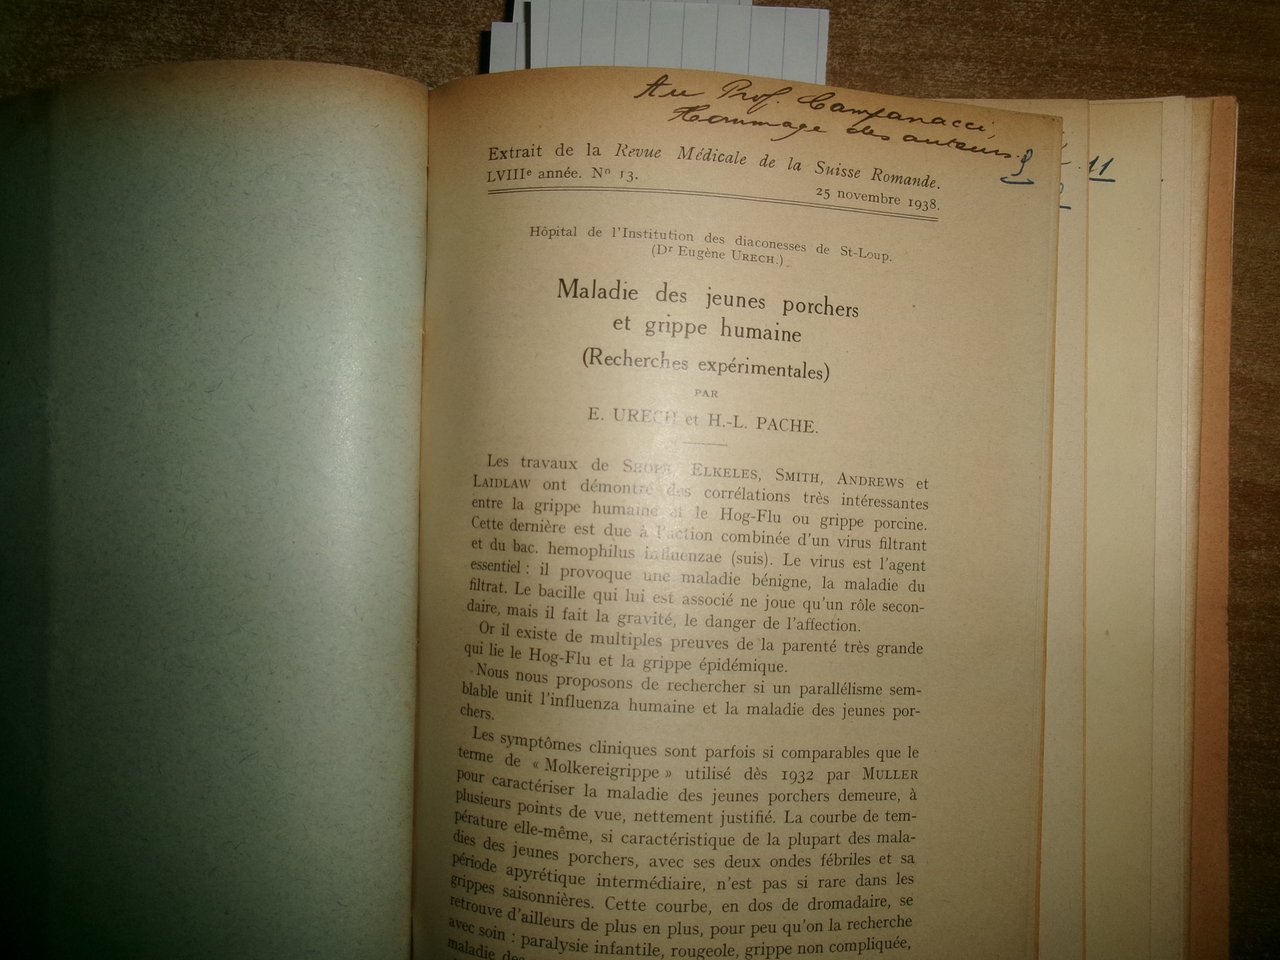 Au Prof. Campanacci,
Hommage des auteurs.
9
11
Extrait de la Revue Médicale de la Suisse Romande.
LVIIIe année. No 13.
25 novembre 1938.
Hôpital de l'Institution des diaconesses de St-Loup.
(Dr Eugène URECH.)
Maladie des jeunes porchers
et grippe humaine
(Recherches expérimentales)
PAR
E. URECH et H.-L. PACHE.
Les travaux de SHOPE, ELKELES, SMITH, ANDREWS et
LAIDLAW ont démontré des corrélations très intéressantes
entre la grippe humaine et le Hog-Flu ou grippe porcine.
Cette dernière est due à l'action combinée d'un virus filtrant
et du bac. hemophilus influenzae (suis). Le virus est l'agent
essentiel : il provoque une maladie bénigne, la maladie du
filtrat. Le bacille qui lui est associé ne joue qu'un rôle secon-
daire, mais il fait la gravité, le danger de l'affection.
Or il existe de multiples preuves de la parenté très grande
qui lie le Hog-Flu et la grippe épidémique.
Nous nous proposons de rechercher si un parallélisme sem-
blable unit l'influenza humaine et la maladie des jeunes por-
chers.
Les symptômes cliniques sont parfois si comparables que le
terme de « Molkereigrippe » utilisé dès 1932 par MULLER
pour caractériser la maladie des jeunes porchers demeure, à
plusieurs points de vue, nettement justifié. La courbe de tem-
pérature elle-même, si caractéristique de la plupart des mala-
dies des jeunes porchers, avec ses deux ondes fébriles et sa
période apyrétique intermédiaire, n'est pas si rare dans les
grippes saisonnières. Cette courbe, en dos de dromadaire, se
retrouve d'ailleurs de plus en plus, pour peu qu'on la recherche
avec soin : paralysie infantile, rougeole, grippe non compliquée,
maladie des